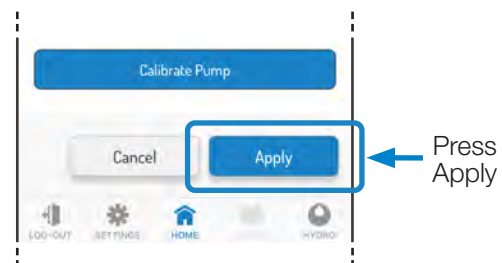 Calibrate Pump
Cancel
Apply
Press
Apply
LOG-OUT SETTINGS HOME HYDRO